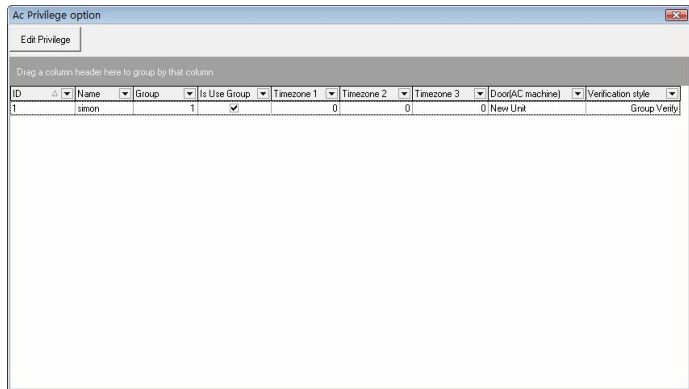 Ac Privilege option
Edit Privilege
Drag a column header here to group by that column
ID Name Group Is Use Group Timezone 1 Timezone 2 Timezone 3 Door(AC machine) Verification style
1 simon 1 0 0 0 New Unit Group Verify